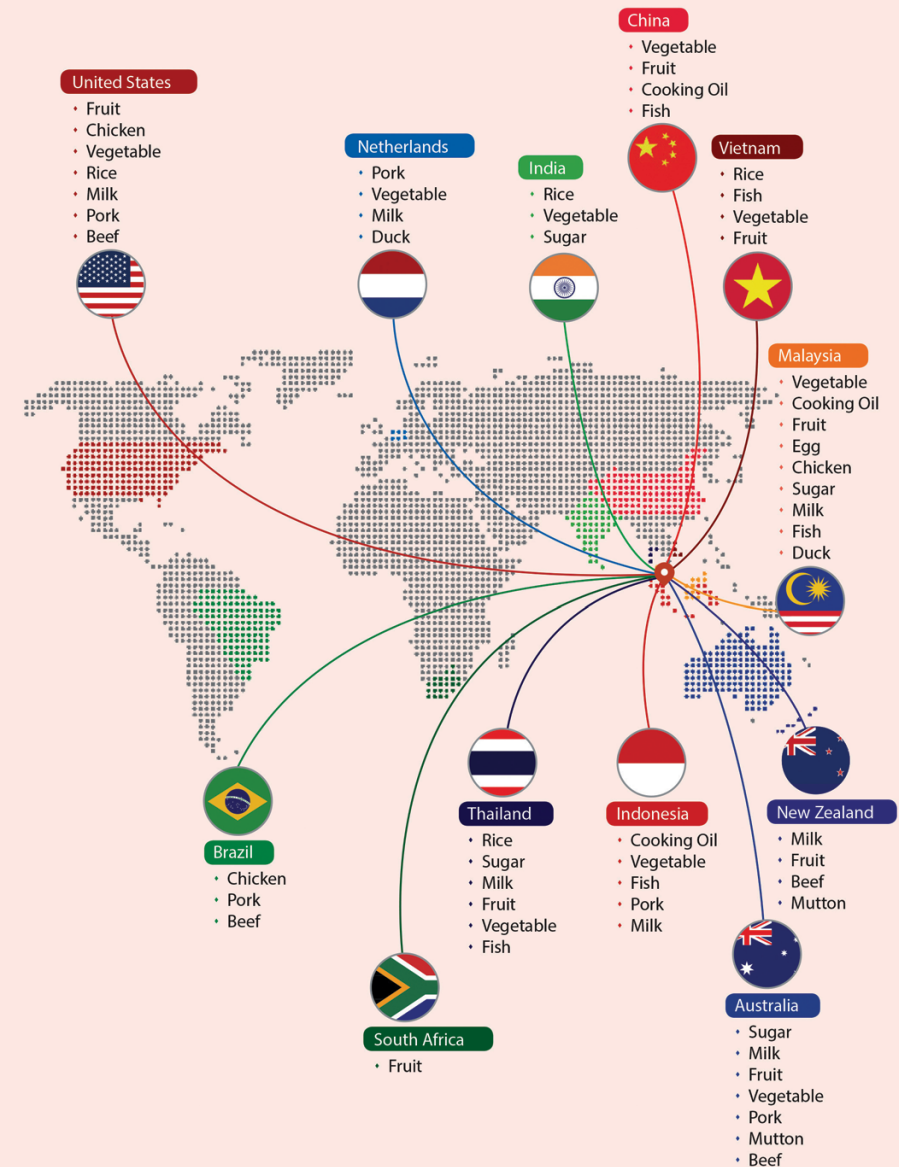 China
Vegetable
Fruit
Cooking Oil
Fish
United States
Fruit
Chicken
Vegetable
Rice
Milk
Pork
Beef
Netherlands
Pork
Vegetable
Milk
Duck
India
Rice
Vegetable
Sugar
Vietnam
Rice
Fish
Vegetable
Fruit
Malaysia
Vegetable
Cooking Oil
Fruit
Egg
Chicken
Sugar
Milk
Fish
Duck
Brazil
Chicken
Pork
Beef
Thailand
Rice
Sugar
Milk
Fruit
Vegetable
Fish
Indonesia
Cooking Oil
Vegetable
Fish
Pork
Milk
New Zealand
Milk
Fruit
Beef
Mutton
South Africa
Fruit
Australia
Sugar
Milk
Fruit
Vegetable
Pork
Mutton
Beef